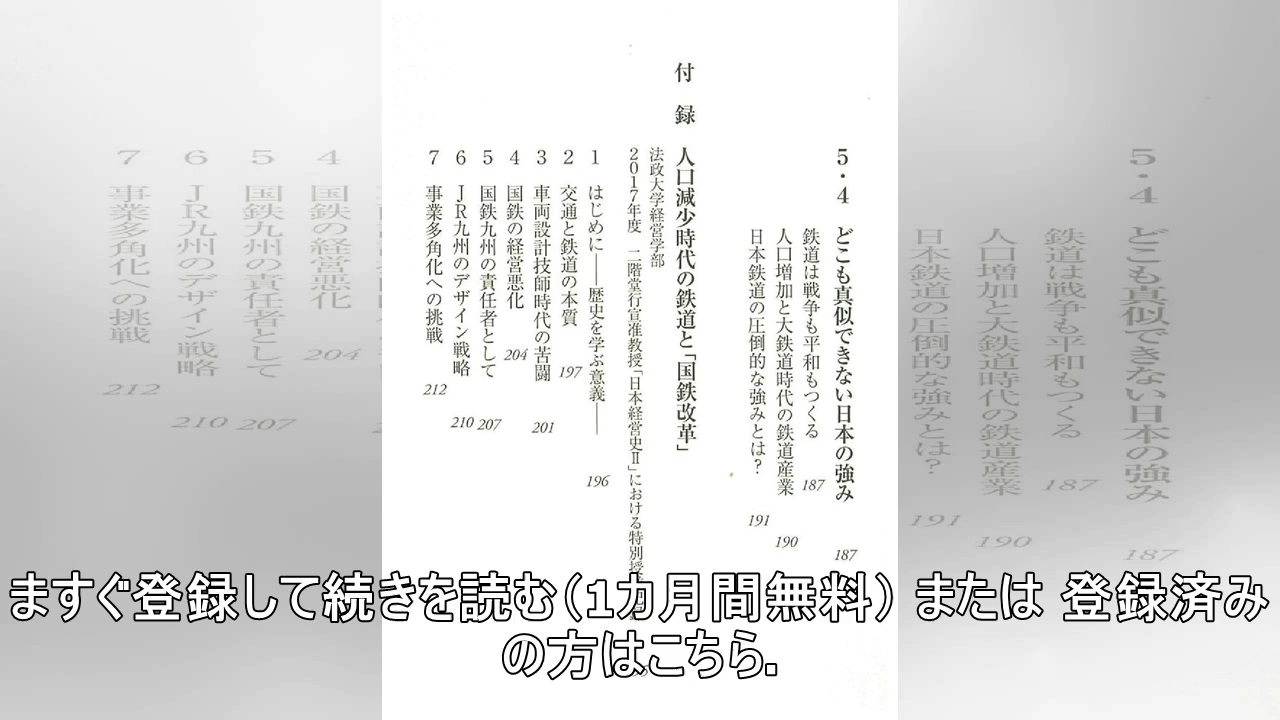 5・4 どこも真似できない日本の強み 187
鉄道は戦争も平和もつくる 187
人口増加と大鉄道時代の鉄道産業 190
日本鉄道の圧倒的な強みとは？ 191
付録 人口減少時代の鉄道と「国鉄改革」
法政大学経営学部
2017年度 二階堂行宣准教授「日本経営史Ⅱ」における特別授
1 はじめに――歴史を学ぶ意義―― 196
2 交通と鉄道の本質 197
3 車両設計技師時代の苦闘 201
4 国鉄の経営悪化 204
5 国鉄九州の責任者として 207
6 JR九州のデザイン戦略 210
7 事業多角化への挑戦 212
ますぐ登録して続きを読む（1カ月間無料） または 登録済み
の方はこちら.